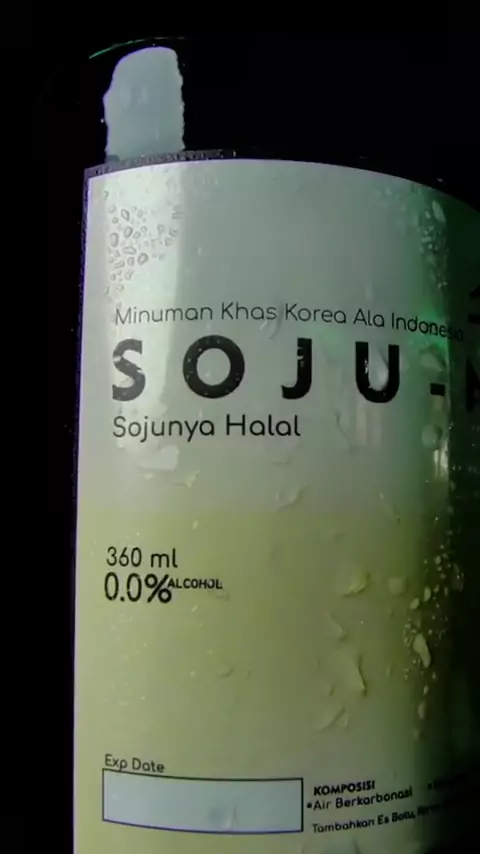 Minuman Khas Korea Ala Indonesia
SOJU-
Sojunya Halal
360 ml
0.0% ALCOHOL
Exp Date
KOMPOSISI
•Air Berkarbonasi
Tambahkan Es Batu,